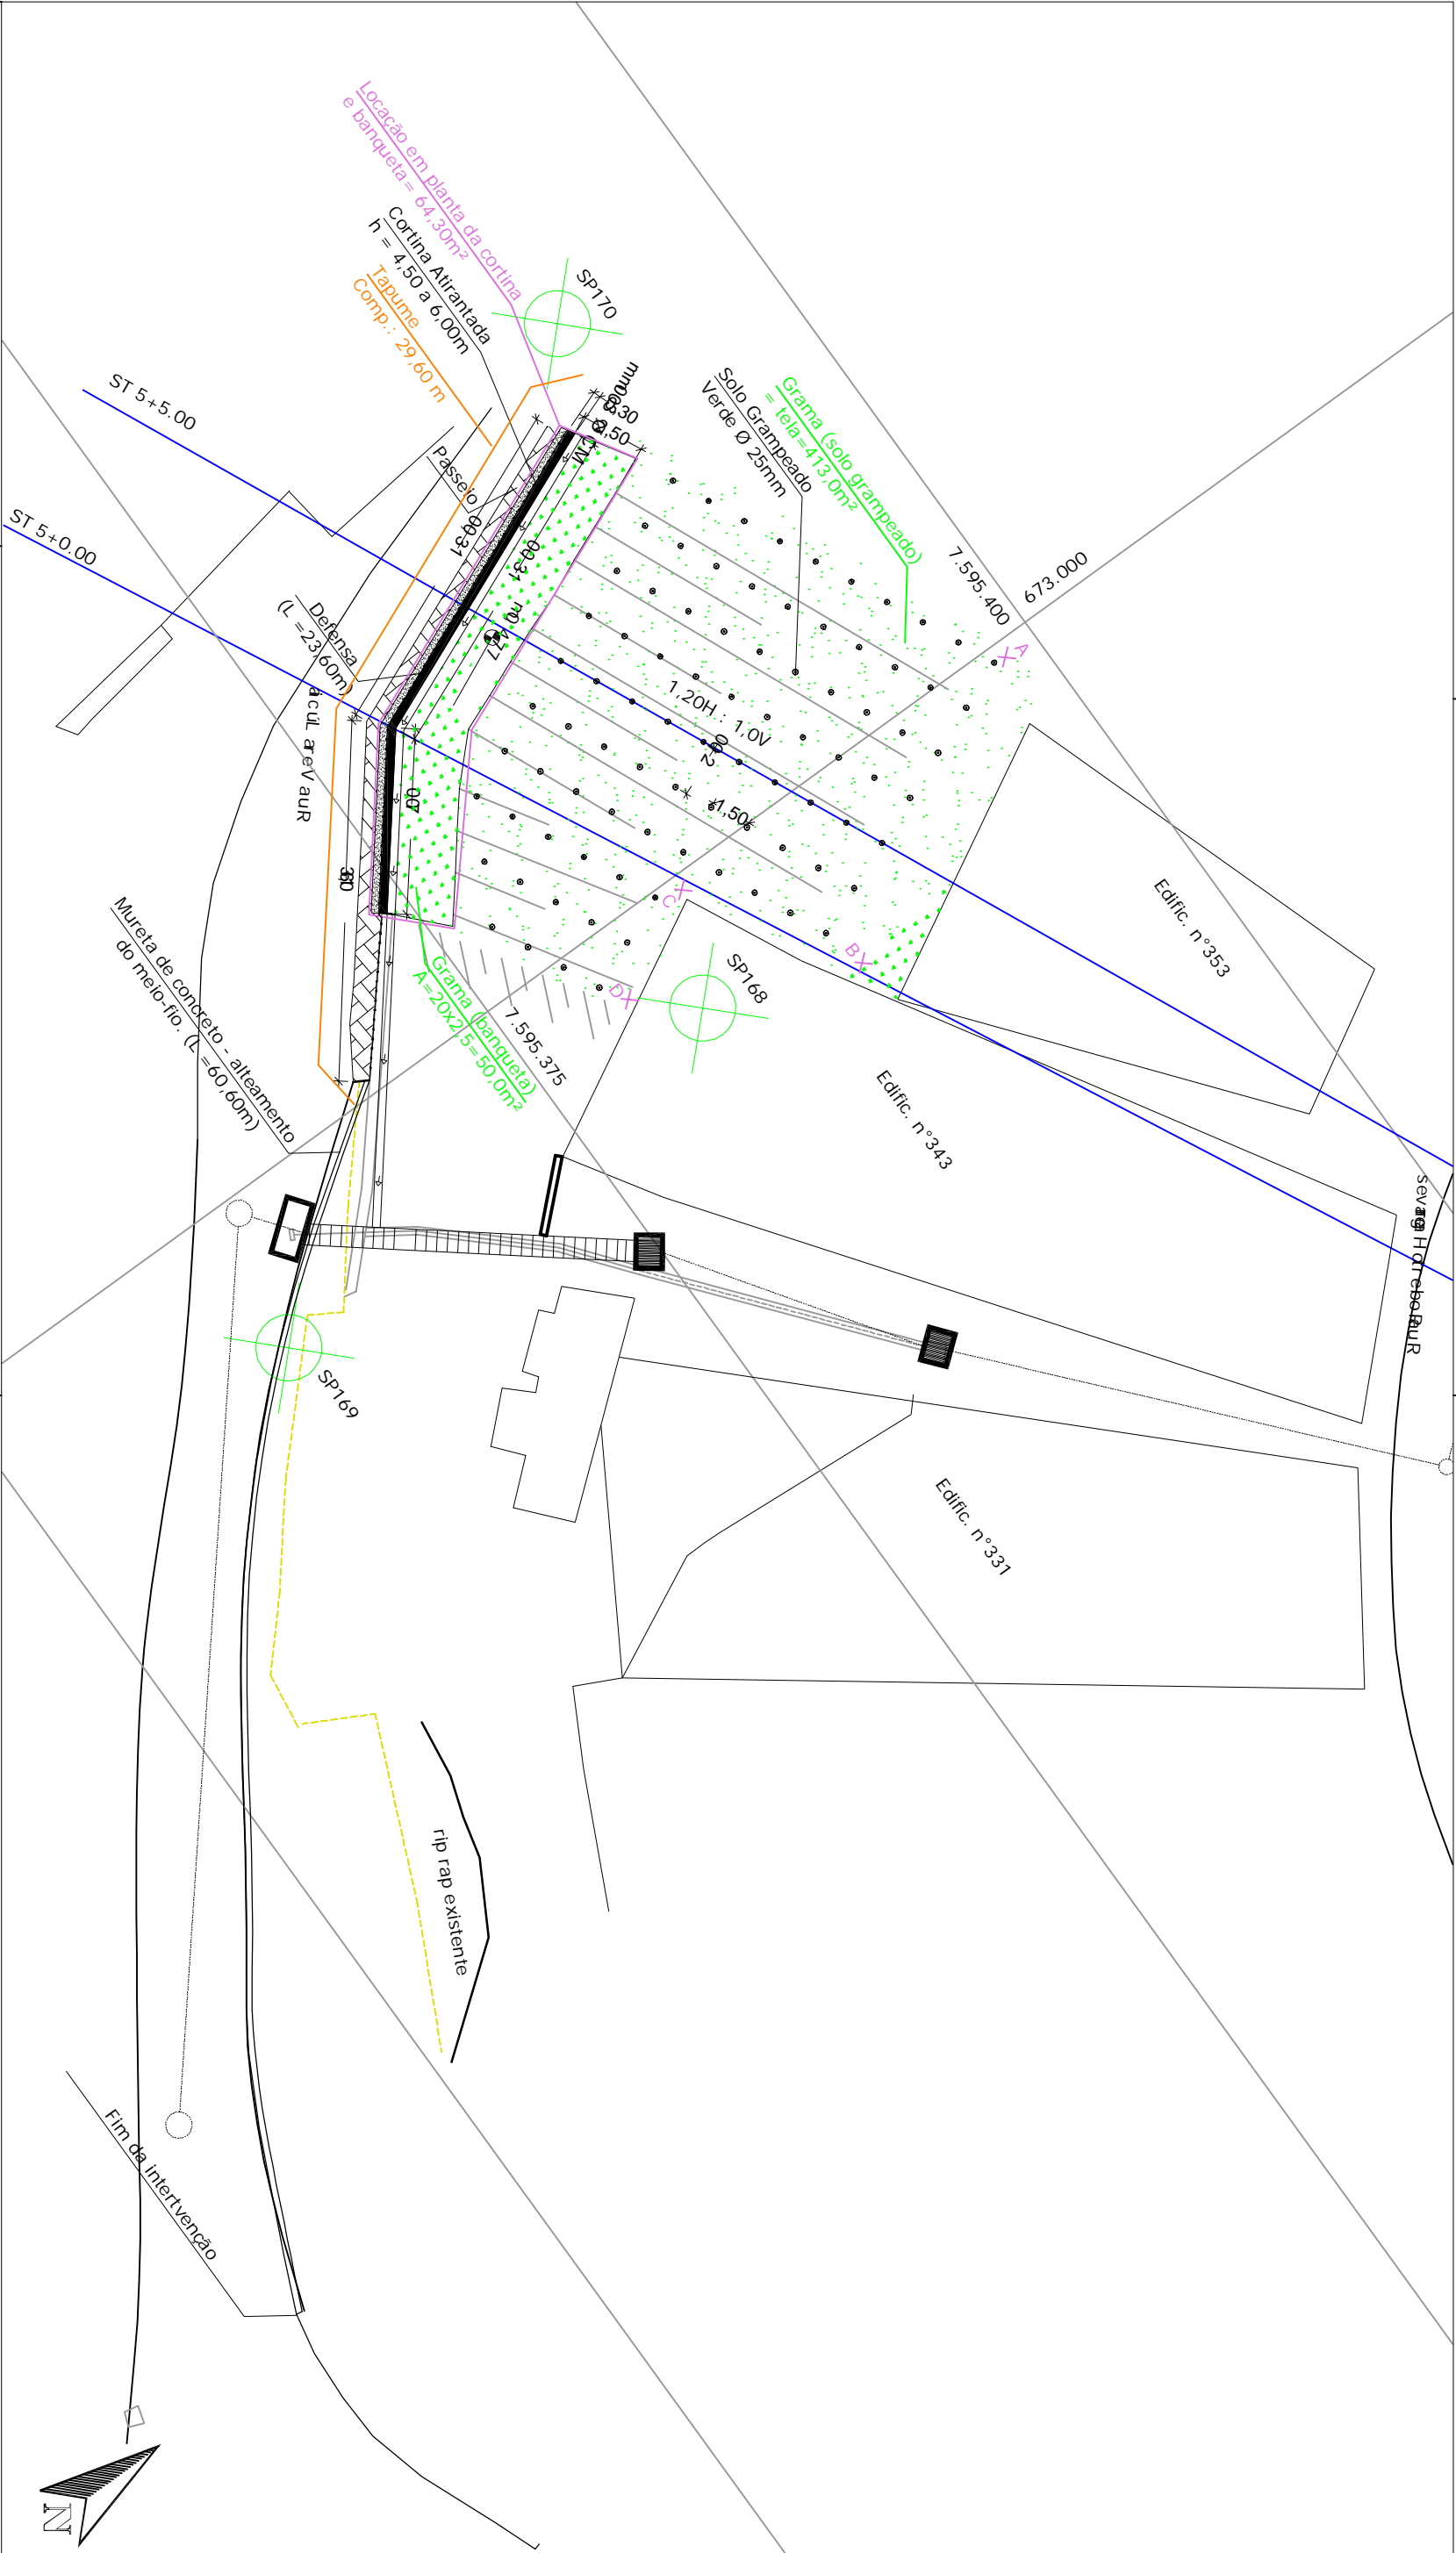 Locação em planta da cortina
e banqueta= 64,30m²
Cortina Atirantada
h = 4,50 a 6,00m
Tapume
Comp.: 29,60 m
SP170
Solo Grampeado
Verde Ø 25mm
Grama (solo grampeado)
= tela=413,0m²
ST 5+5.00
ST 5+0.00
Passeio
2,50
7.595.400
673.000
A
1.20H : 1.0V
1,50
Defensa
(L =23,60m)
Edific. n°353
C
B
D
SP168
Mureta de concreto - alteamento
do meio-fio. (L =60,60m)
Grama (banqueta)
A=20x2,5=50,0m²
7.595.375
Edific. n°343
SP169
Edific. n°331
rip rap existente
Fim da intertvenção
N